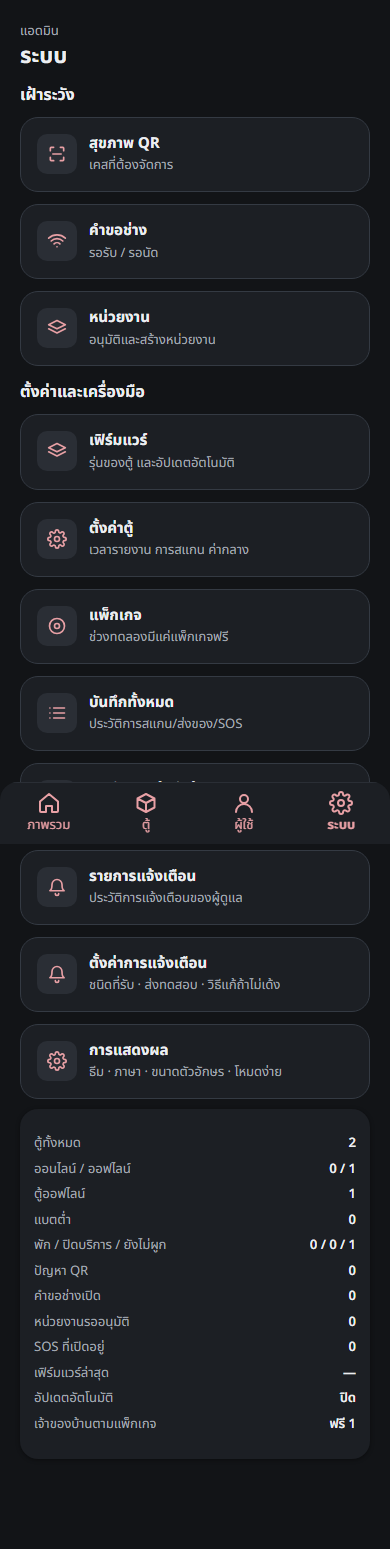 แอดมิน
ระบบ
เฝ้าระวัง
สุขภาพ QR
เคสที่ต้องจัดการ
คำขอช่าง
รอรับ / รอนัด
หน่วยงาน
อนุมัติและสร้างหน่วยงาน
ตั้งค่าและเครื่องมือ
เฟิร์มแวร์
รุ่นของตู้ และอัปเดตอัตโนมัติ
ตั้งค่าตู้
เวลารายงาน การสแกน ค่ากลาง
แพ็กเกจ
ช่วงทดลองมีแค่แพ็กเกจฟรี
บันทึกทั้งหมด
ประวัติการสแกน/ส่งของ/SOS
ภาพรวม ตู้ ผู้ใช้ ระบบ
รายการแจ้งเตือน
ประวัติการแจ้งเตือนของผู้ดูแล
ตั้งค่าการแจ้งเตือน
ชนิดที่รับ · ส่งทดสอบ · วิธีแก้ถ้าไม่เด้ง
การแสดงผล
ธีม · ภาษา · ขนาดตัวอักษร · โหมดง่าย
ตู้ทั้งหมด 2
ออนไลน์ / ออฟไลน์ 0 / 1
ตู้ออฟไลน์ 1
แบตต่ำ 0
พัก / ปิดบริการ / ยังไม่ผูก 0 / 0 / 1
ปัญหา QR 0
คำขอช่างเปิด 0
หน่วยงานรออนุมัติ 0
SOS ที่เปิดอยู่ 0
เฟิร์มแวร์ล่าสุด —
อัปเดตอัตโนมัติ ปิด
เจ้าของบ้านตามแพ็กเกจ ฟรี 1